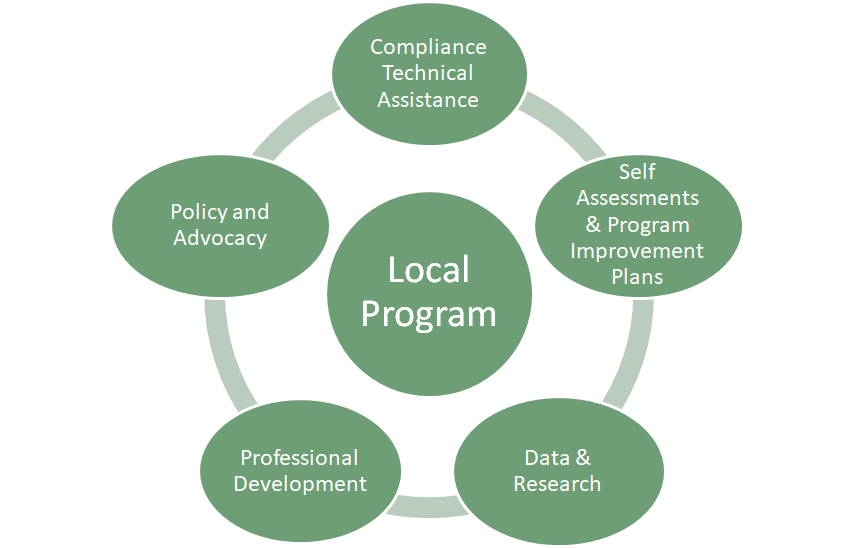 Compliance
Technical
Assistance
Self
Assessments
& Program
Improvement
Plans
Data &
Research
Professional
Development
Policy and
Advocacy
Local
Program